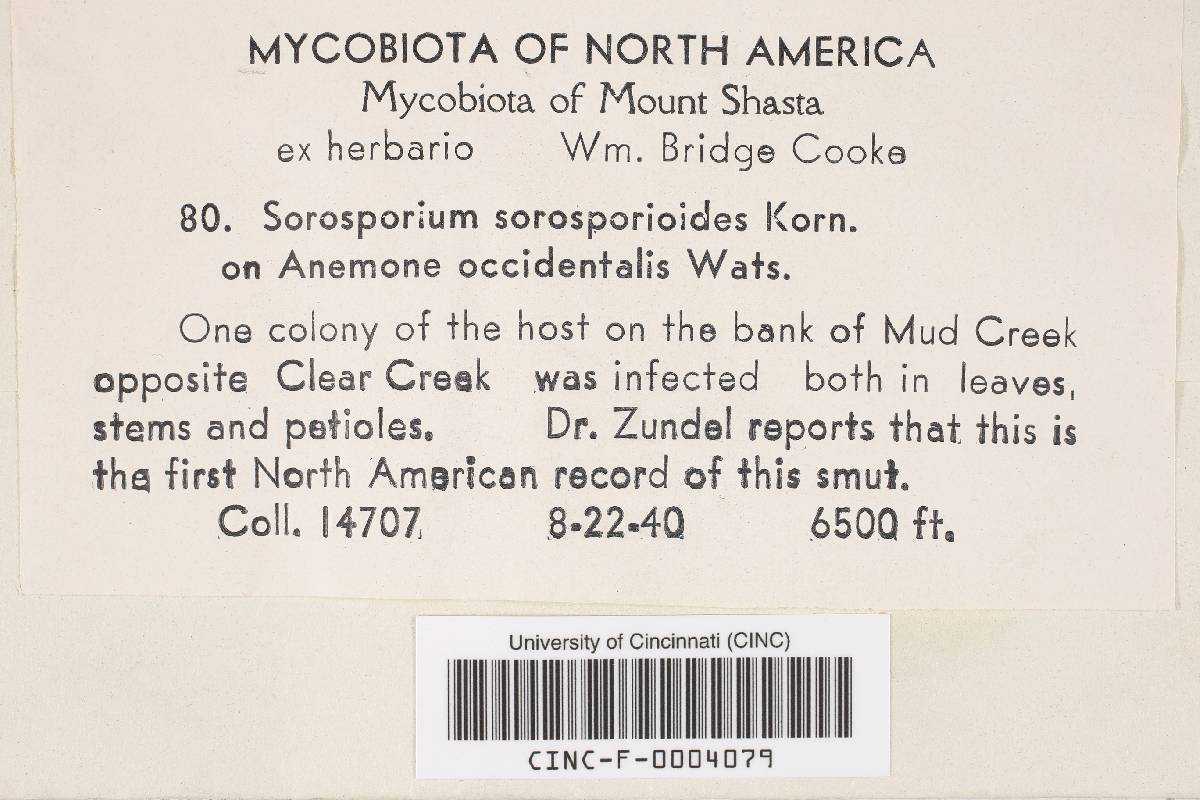 MYCOBIOTA OF NORTH AMERICA
Mycobiota of Mount Shasta
ex herbario Wm. Bridge Cooke
80. Sorosporium sorosporioides Korn.
on Anemone occidentalis Wats.
One colony of the host on the bank of Mud Creek
opposite Clear Creek was infected both in leaves,
stems and petioles. Dr. Zundel reports that this is
the first North American record of this smut.
Coll. 14707 8-22-40 6500 ft.
University of Cincinnati (CINC)
CINC-F-0004079